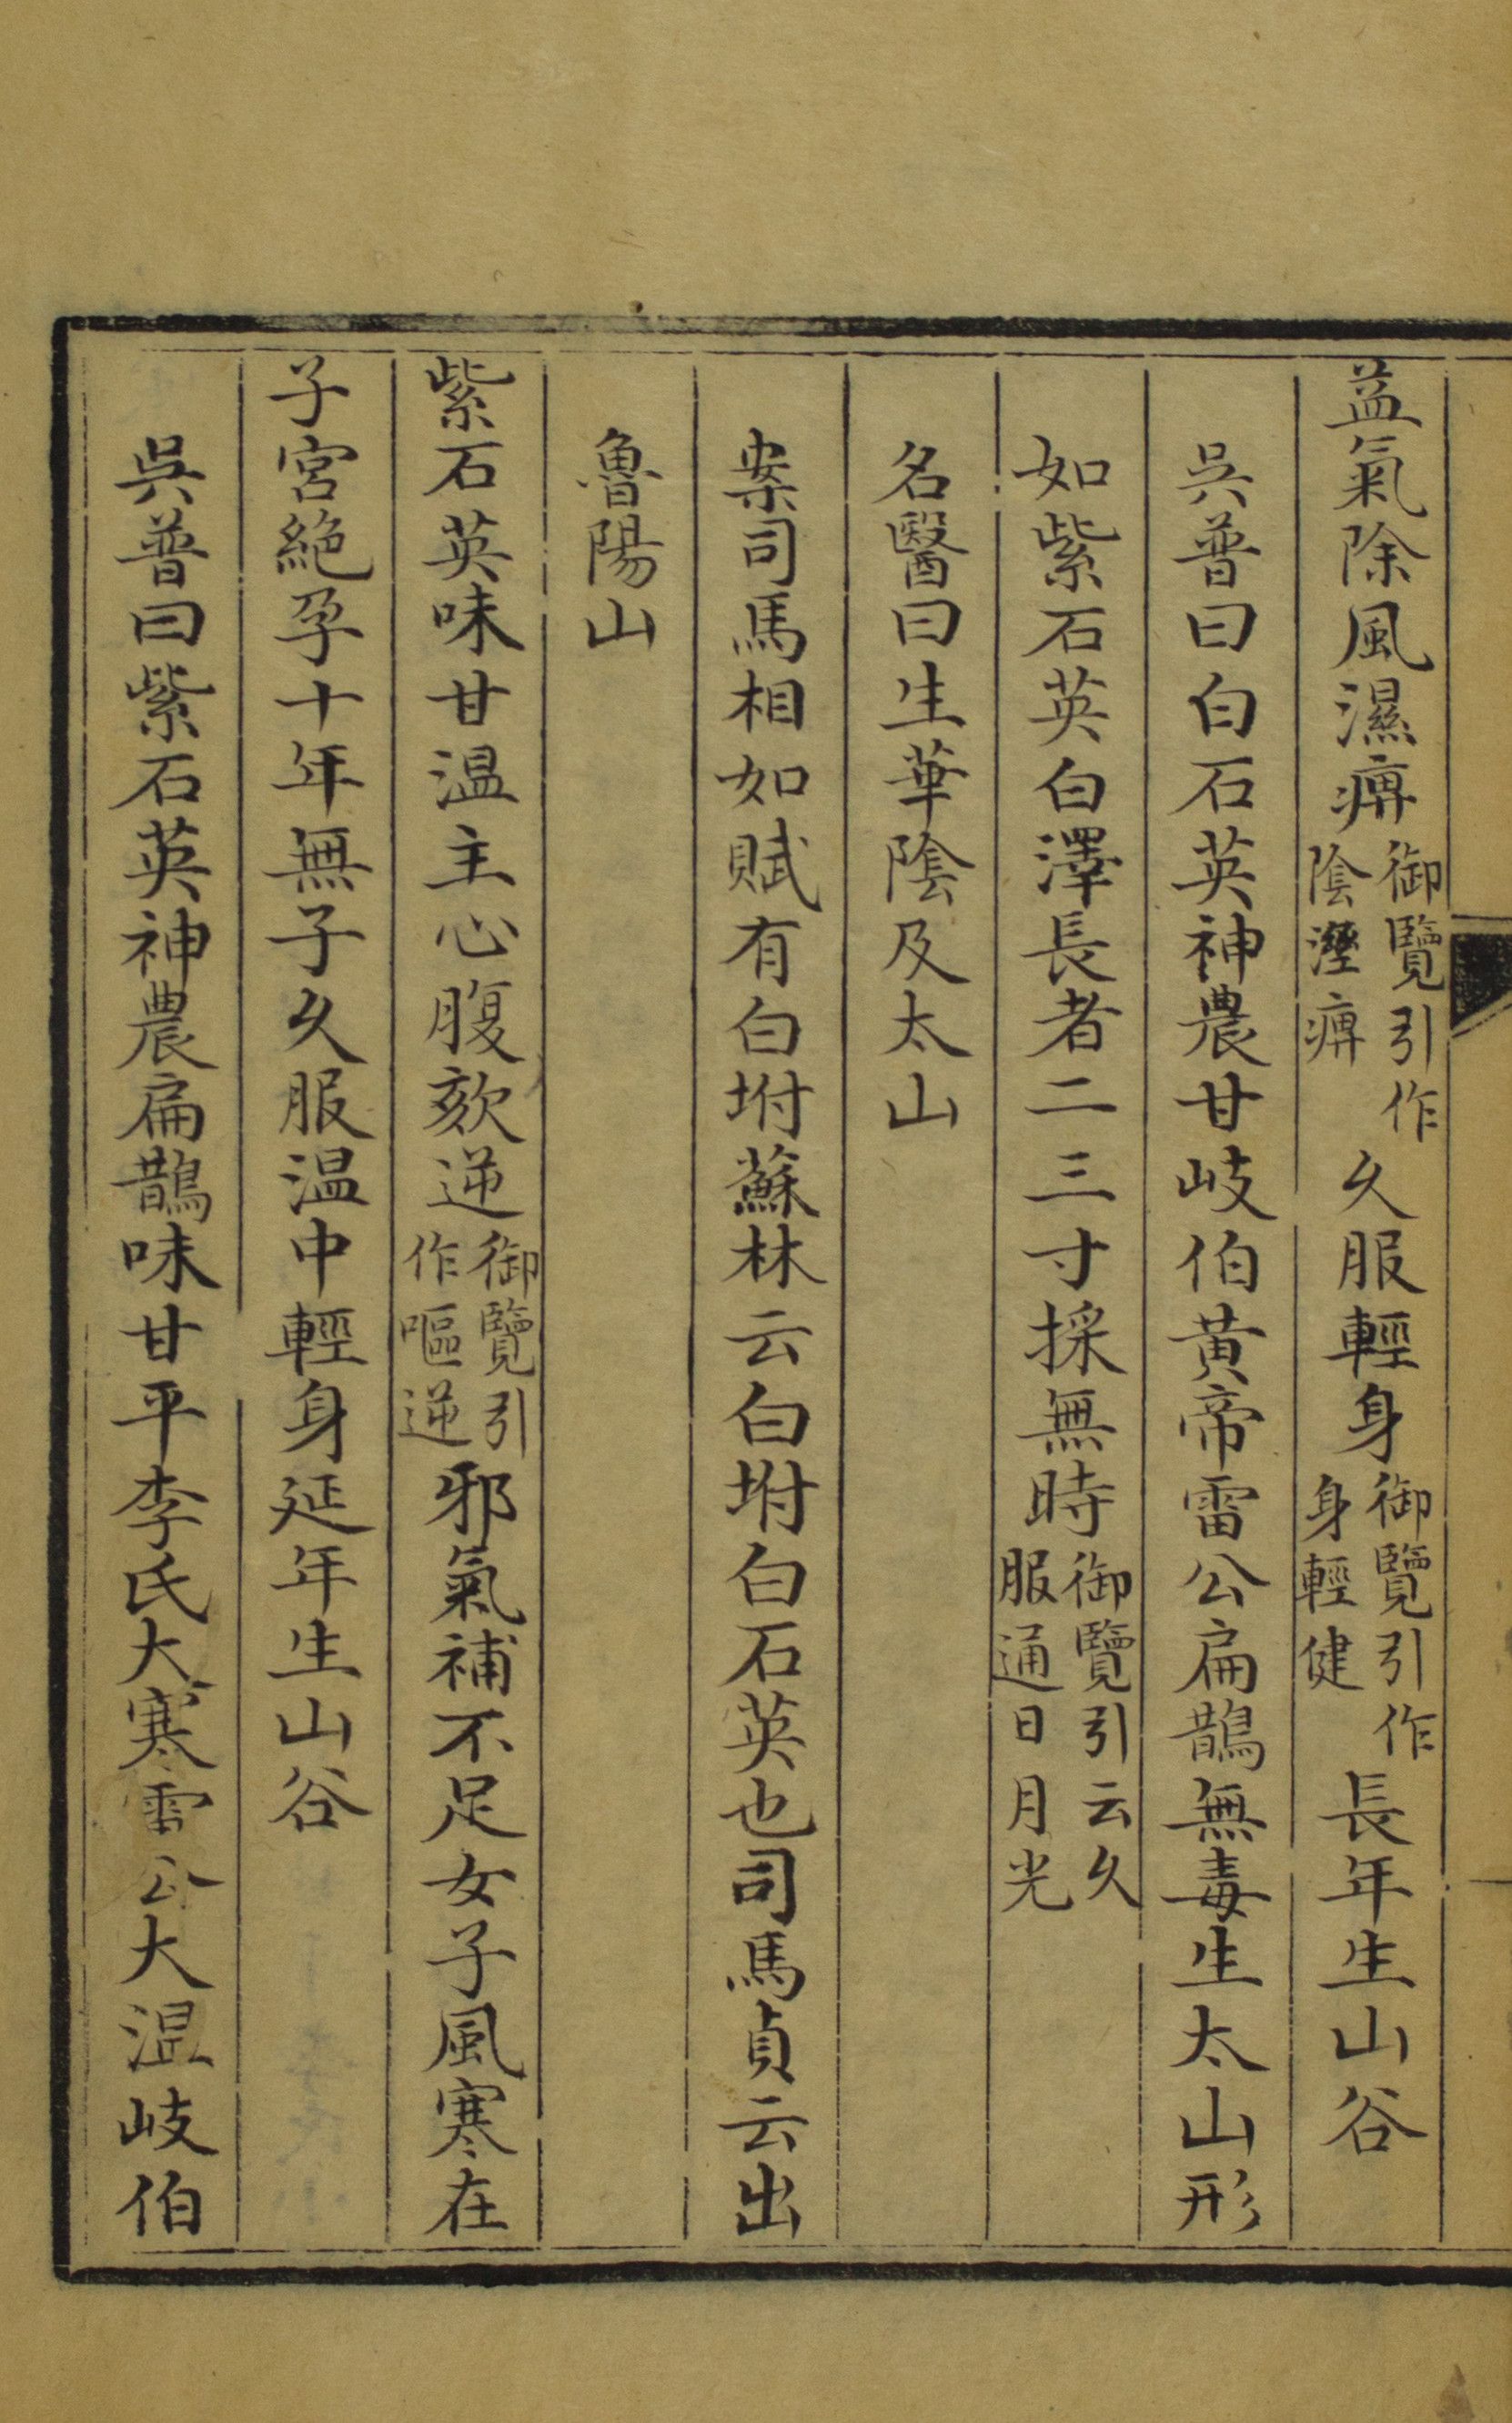 益氣除風濕痹御覽引作陰溼痹久服輕身御覽引作身輕健長年生山谷
吳普曰白石英神農甘岐伯黃帝雷公扁鵲無毒生太山形
如紫石英白澤長者二三寸採無時御覽引云久服通日月光
名醫曰生華陰及太山
案司馬相如賦有白坿蘇林云白坿白石英也司馬貞云出
魯陽山
紫石英味甘温主心腹欬逆御覽引作嘔逆邪氣補不足女子風寒在
子宮絕孕十年無子久服温中輕身延年生山谷
吳普曰紫石英神農扁鵲味甘平李氏大寒雷公大温岐伯